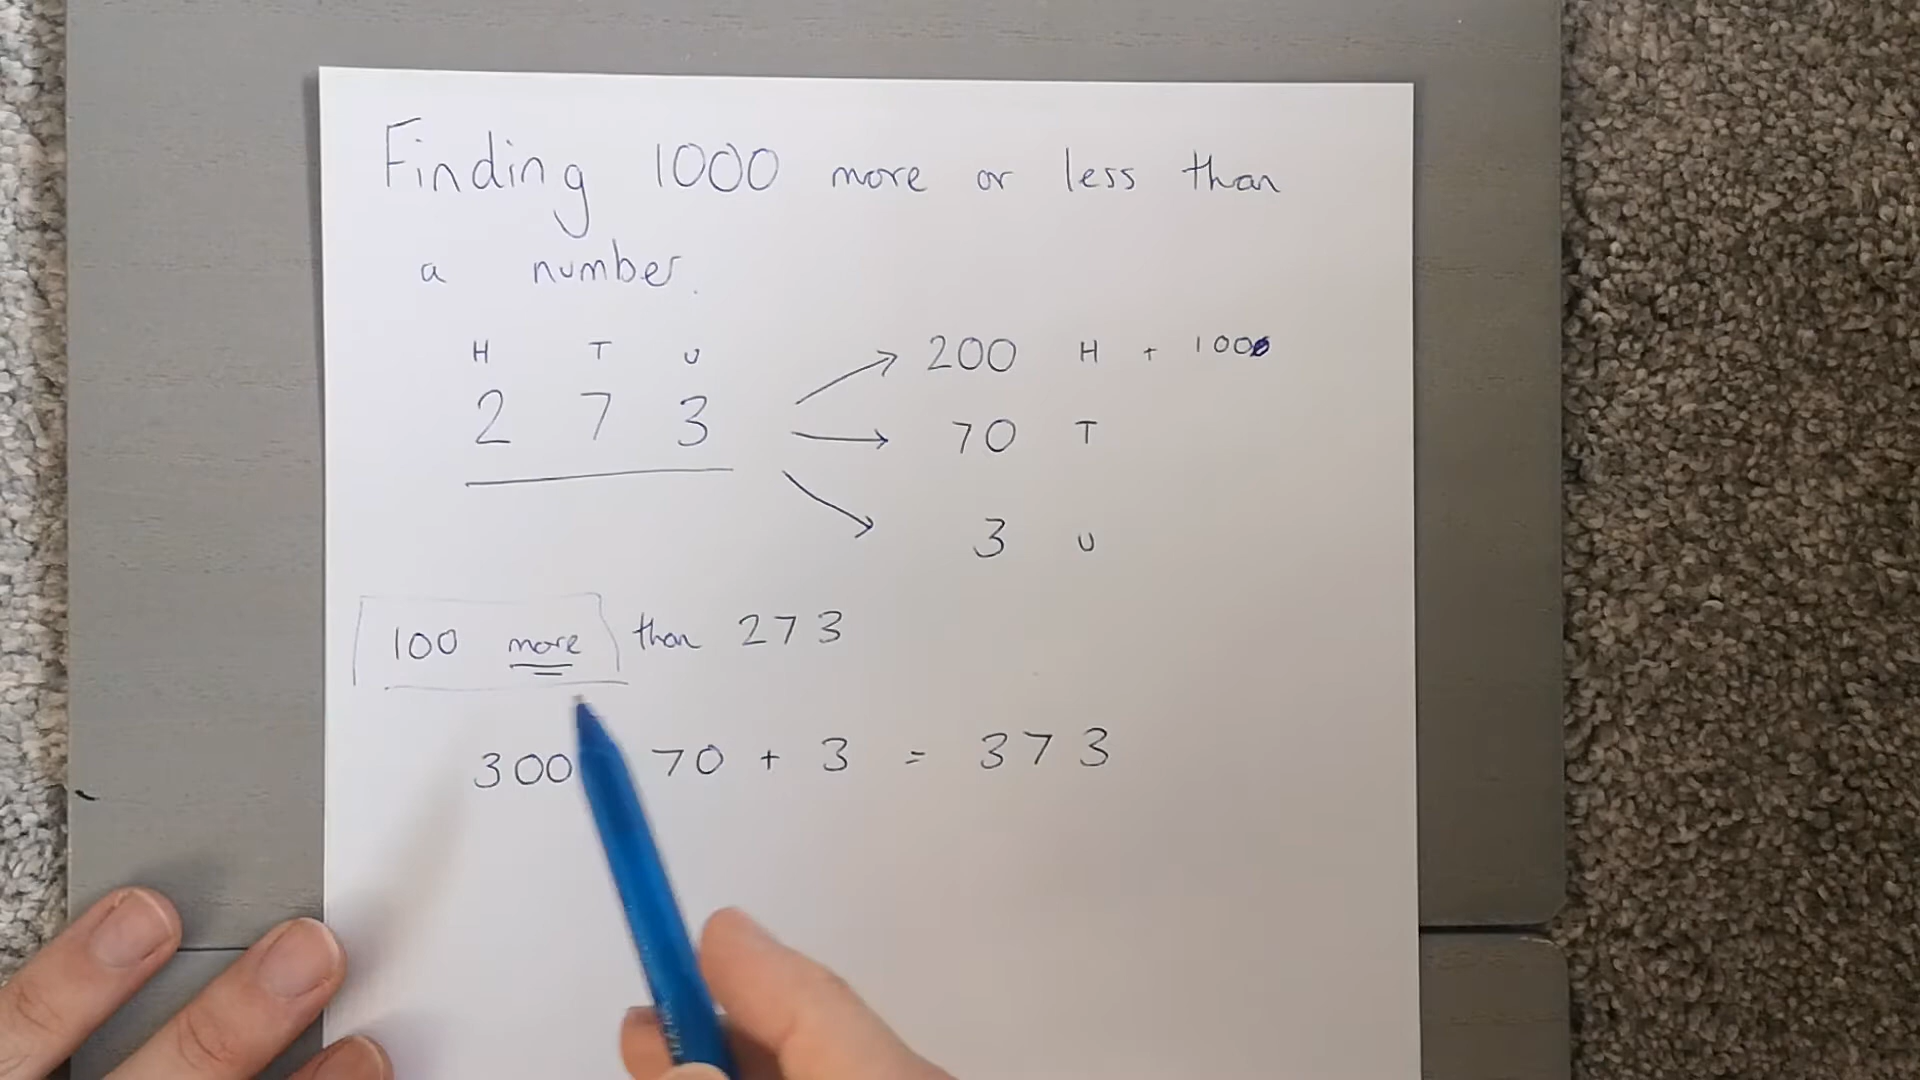 Finding 1000 more or less than
a number.
H T U
2 7 3
200 H + 100
70 T
3 U
100 more than 273
300 70 + 3 = 373